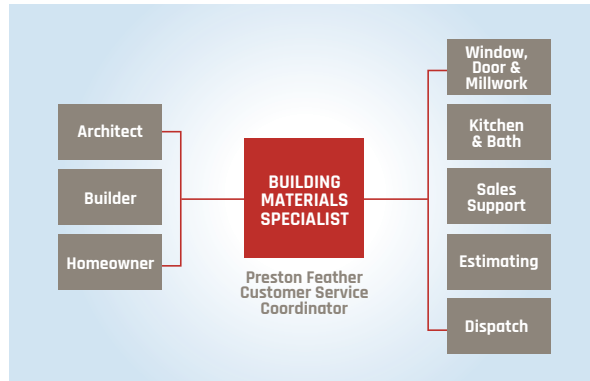 Architect
Builder
Homeowner
BUILDING
MATERIALS
SPECIALIST
Preston Feather
Customer Service
Coordinator
Window,
Door &
Millwork
Kitchen
& Bath
Sales
Support
Estimating
Dispatch